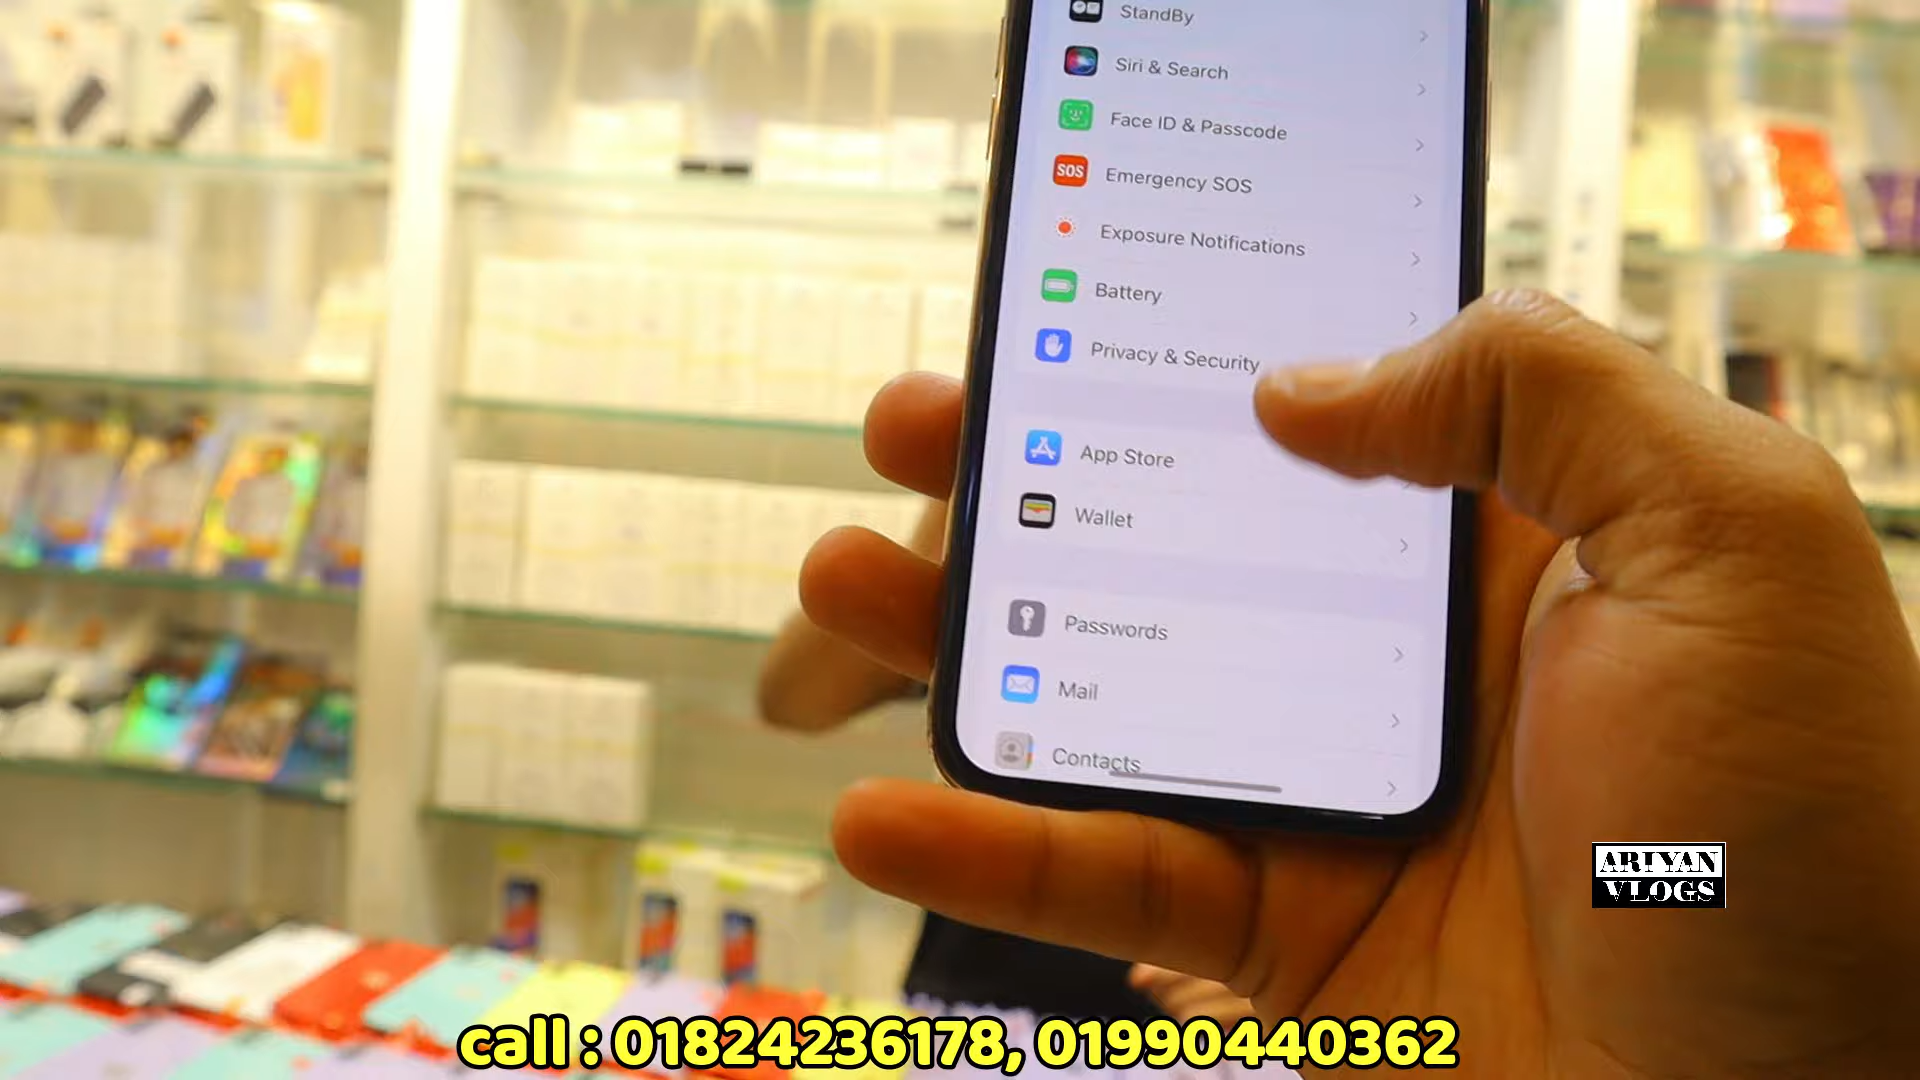 StandBy
Siri & Search
Face ID & Passcode
SOS
Emergency SOS
Exposure Notifications
Battery
Privacy & Security
App Store
Wallet
Passwords
Mail
Contacts
ARIYAN
VLOGS
call : 01824236178, 01990440362